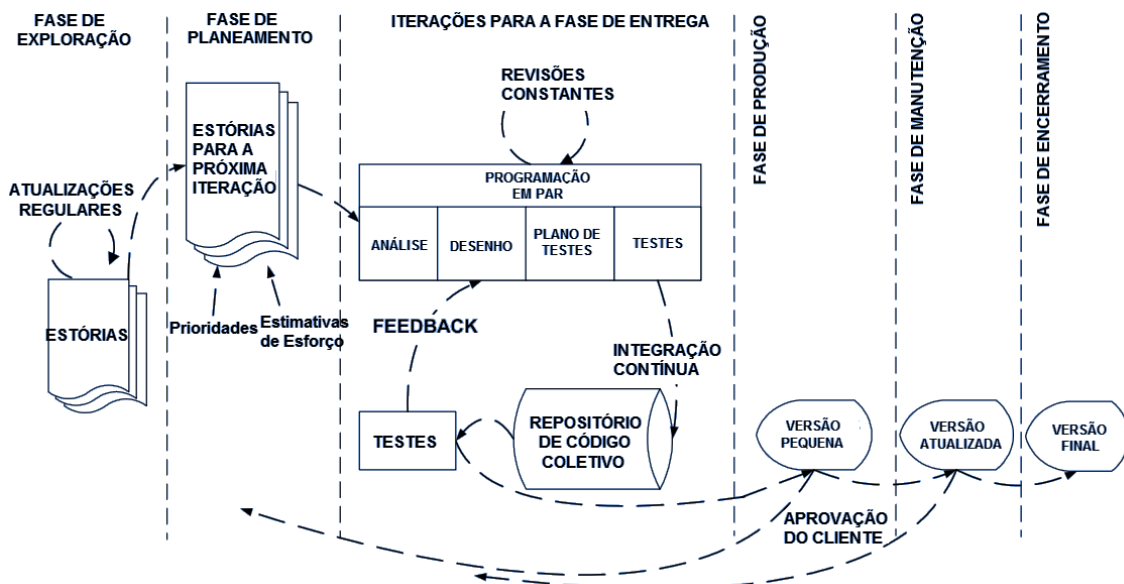 FASE DE
EXPLORAÇÃO
FASE DE
PLANEAMENTO
ITERAÇÕES PARA A FASE DE ENTREGA
FASE DE PRODUÇÃO
FASE DE MANUTENÇÃO
FASE DE ENCERRAMENTO
REVISÕES
CONSTANTES
ESTÓRIAS
PARA A
PRÓXIMA
ITERAÇÃO
ATUALIZAÇÕES
REGULARES
PROGRAMAÇÃO
EM PAR
ANÁLISE
DESENHO
PLANO DE
TESTES
TESTES
ESTÓRIAS
Prioridades
Estimativas
de Esforço
FEEDBACK
INTEGRAÇÃO
CONTÍNUA
TESTES
REPOSITÓRIO
DE CÓDIGO
COLETIVO
VERSÃO
PEQUENA
VERSÃO
ATUALIZADA
VERSÃO
FINAL
APROVAÇÃO
DO CLIENTE